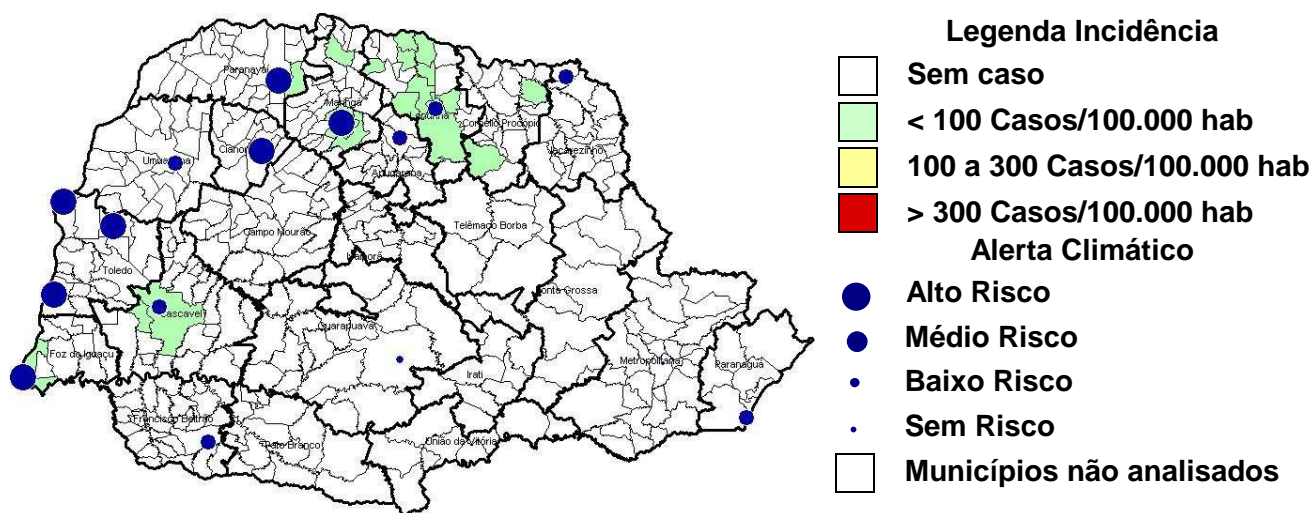 Legenda Incidência
Sem caso
< 100 Casos/100.000 hab
100 a 300 Casos/100.000 hab
> 300 Casos/100.000 hab
Alerta Climático
Alto Risco
Médio Risco
Baixo Risco
Sem Risco
Municípios não analisados
Paranavaí
Maringá
Londrina
Cornélio Procópio
Jacarezinho
Umuarama
Cianorte
Apucarana
Campo Mourão
Telêmaco Borba
Ivaiporã
Toledo
Ponta Grossa
Cascavel
Guarapuava
Foz do Iguaçu
Irati
Metropolitana
Paranaguá
Francisco Beltrão
Pato Branco
União da Vitória